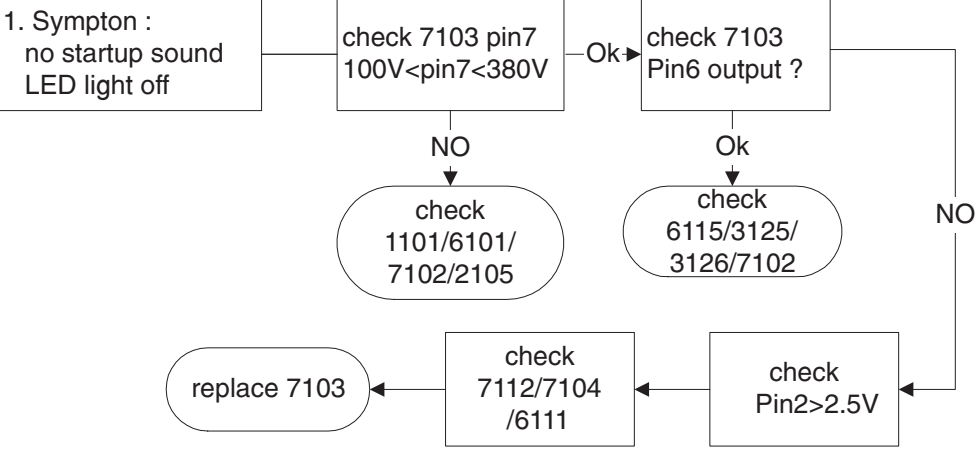 1. Sympton :
no startup sound
LED light off
check 7103 pin7
100V<pin7<380V
Ok
check 7103
Pin6 output ?
NO
check
1101/6101/
7102/2105
Ok
check
6115/3125/
3126/7102
NO
check
Pin2>2.5V
check
7112/7104
/6111
replace 7103